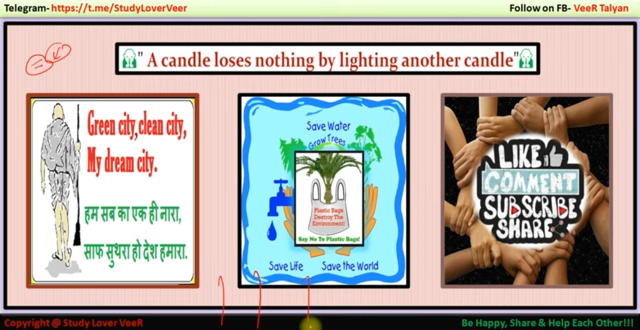 Telegram- https://t.me/StudyLoverVeer
Follow on FB- VeeR Talyan
" A candle loses nothing by lighting another candle"
Green city, clean city,
My dream city.
हम सब का एक ही नारा,
साफ सुथरा हो देश हमारा.
Save Water
Grow Trees
Plastic Bags
Destroy The
Environment!
Say No To Plastic Bags!
Save Life
Save the World
LIKE
COMMENT
SUBSCRIBE
SHARE
Copyright @ Study Lover VeeR
Be Happy, Share & Help Each Other!!!